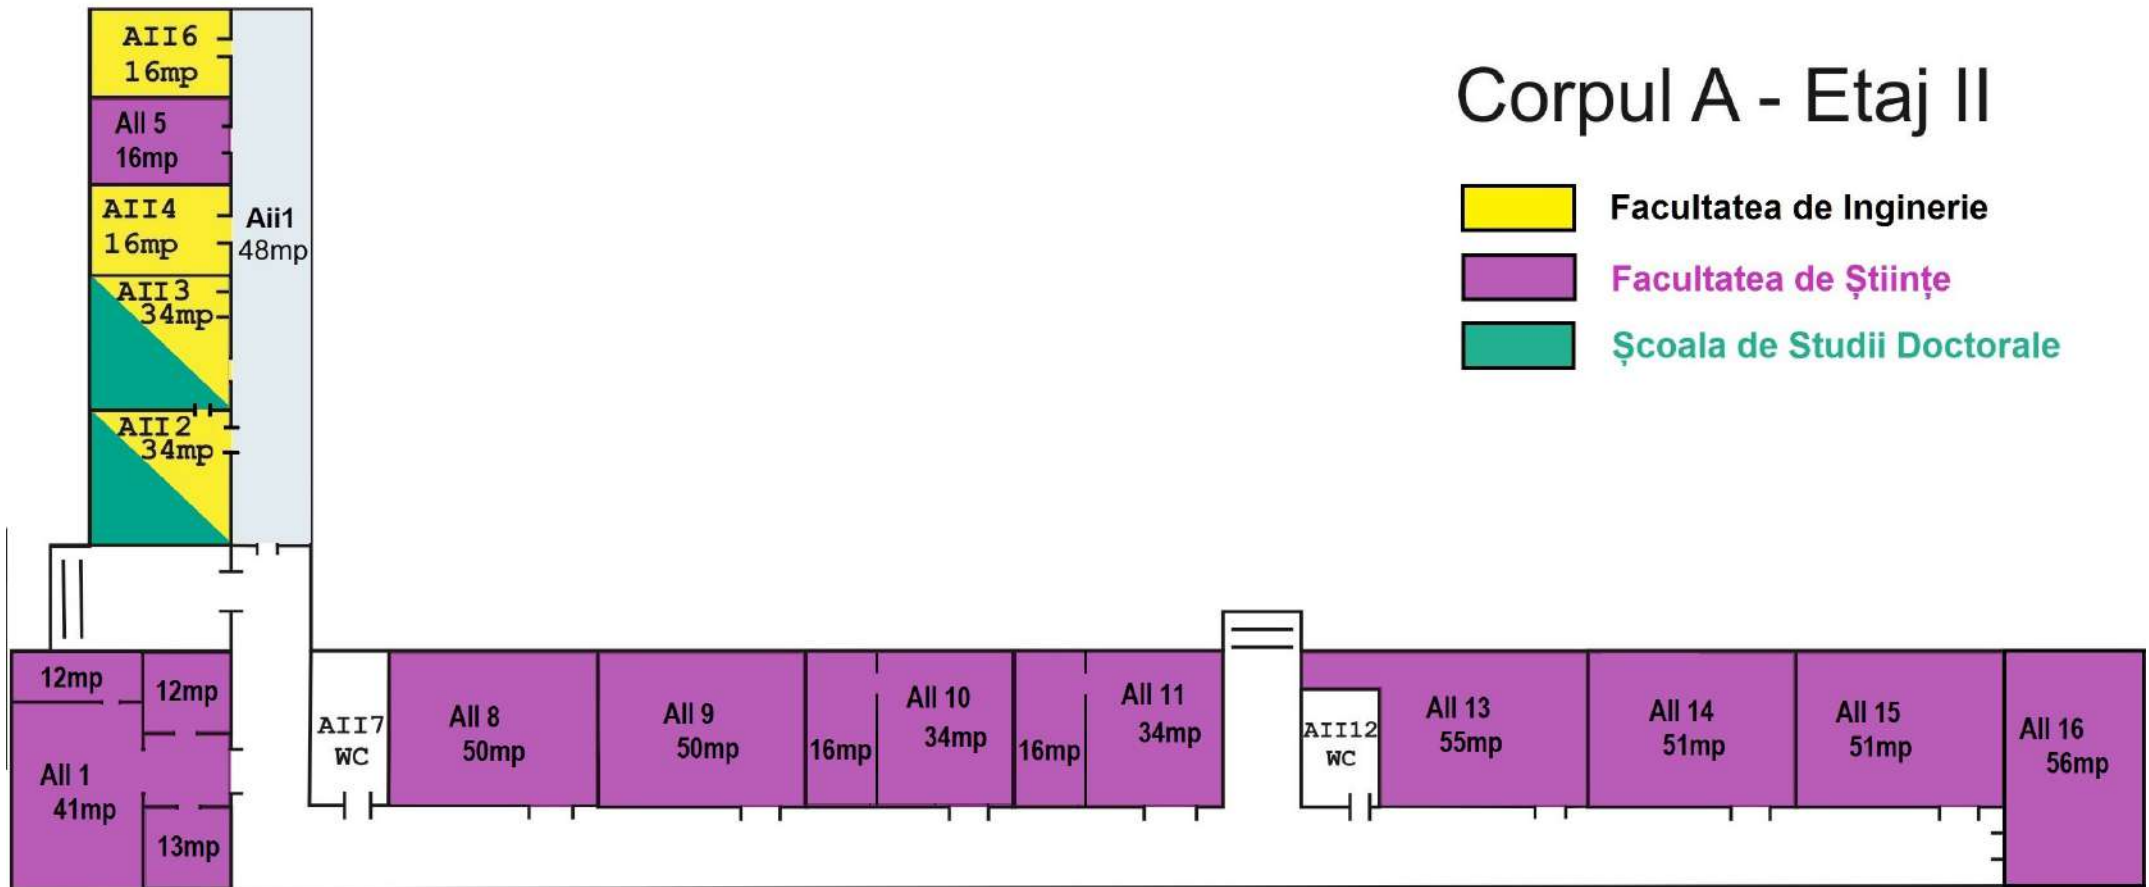 Corpul A - Etaj II
Facultatea de Inginerie
Facultatea de Științe
Școala de Studii Doctorale
AII6
16mp
All 5
16mp
AII4
16mp
AII3
34mp
AII2
34mp
Aii1
48mp
12mp
12mp
All 1
41mp
13mp
AII7
WC
All 8
50mp
All 9
50mp
16mp
All 10
34mp
16mp
All 11
34mp
AII12
WC
All 13
55mp
All 14
51mp
All 15
51mp
All 16
56mp